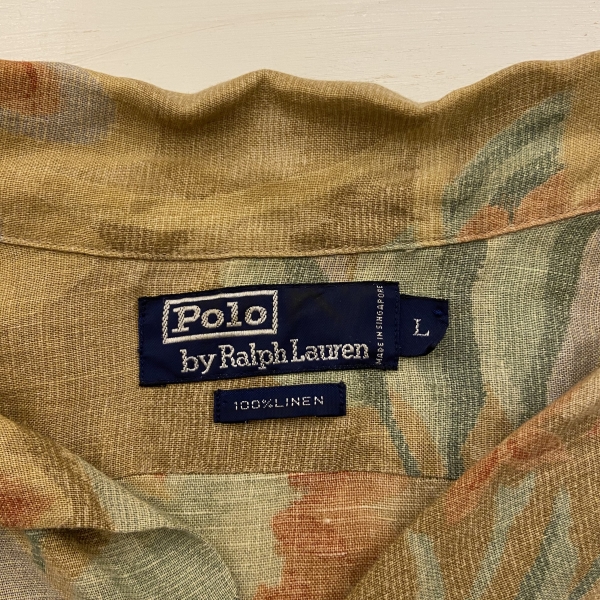 Polo
by Ralph Lauren
MADE IN SINGAPORE
L
100% LINEN